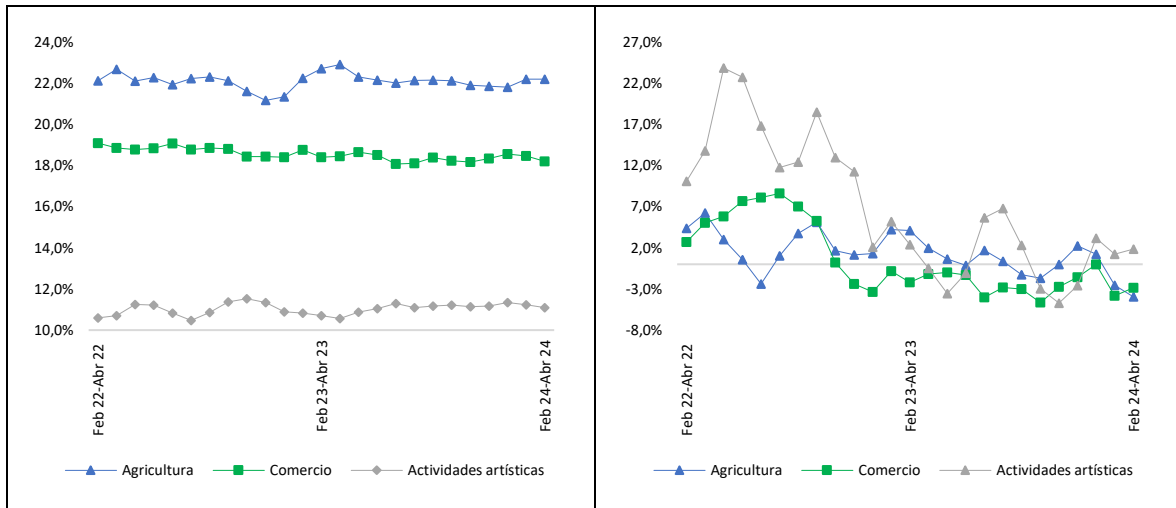 24,0%
22,0%
20,0%
18,0%
16,0%
14,0%
12,0%
10,0%
Feb 22-Abr 22
Feb 23-Abr 23
Feb 24-Abr 24
Agricultura Comercio Actividades artísticas
27,0%
22,0%
17,0%
12,0%
7,0%
2,0%
-3,0%
-8,0%
Feb 22-Abr 22
Feb 23-Abr 23
Feb 24-Abr 24
Agricultura Comercio Actividades artísticas